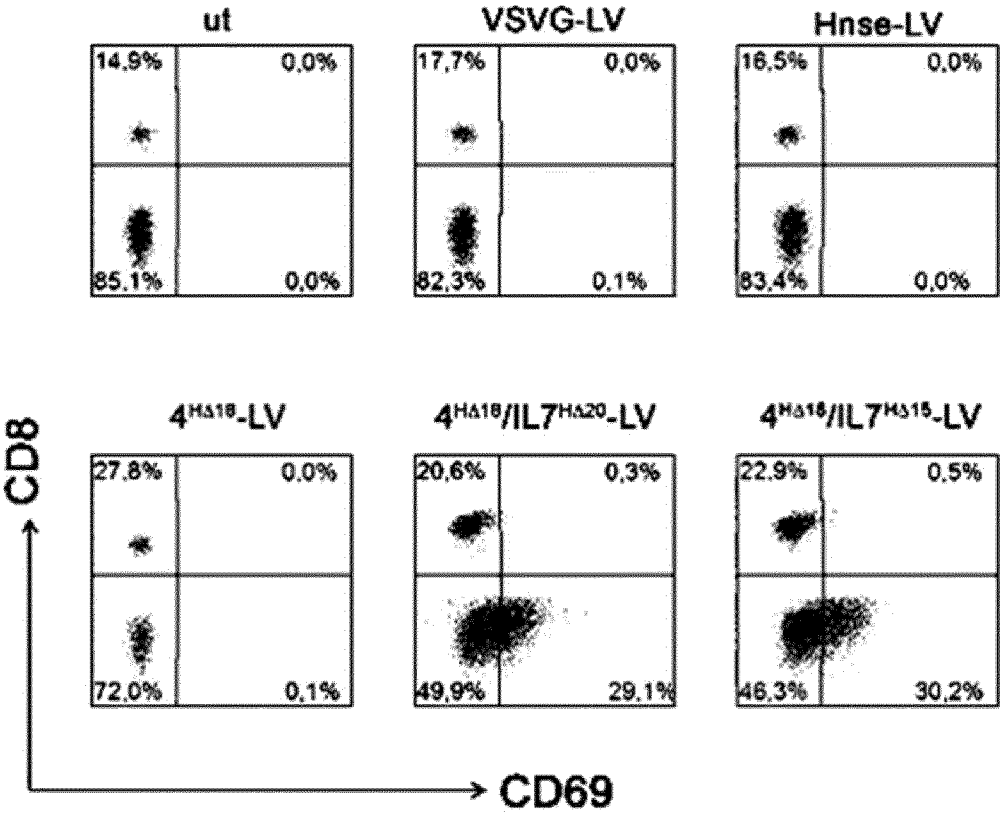 ut VSVG-LV Hnse-LV
14,9% 0,0% 17,7% 0,0% 16,5% 0,0%
85,1% 0,0% 82,3% 0,1% 83,4% 0,0%
4HΔ18-LV 4HΔ18/IL7HΔ20-LV 4HΔ18/IL7HΔ15-LV
27,8% 0,0% 20,6% 0,3% 22,9% 0,5%
72,0% 0,1% 49,9% 29,1% 46,3% 30,2%
CD8
CD69